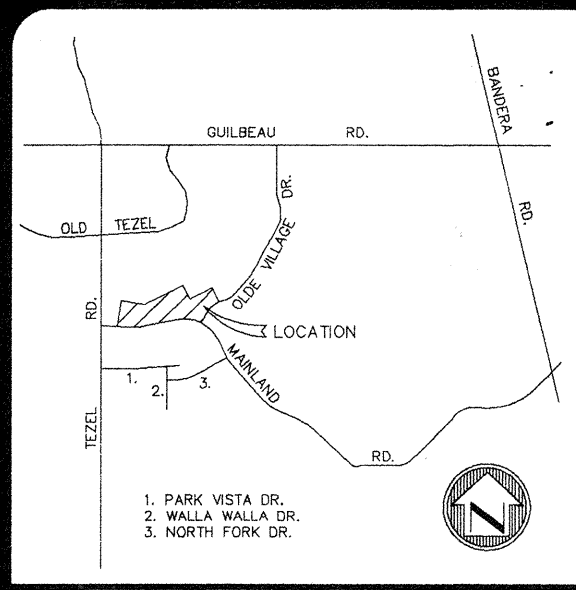 BANDERA
RD.
GUILBEAU RD.
DR.
OLDE VILLAGE
OLD TEZEL
RD.
LOCATION
MAINLAND
RD.
1.
2.
3.
TEZEL
1. PARK VISTA DR.
2. WALLA WALLA DR.
3. NORTH FORK DR.
N